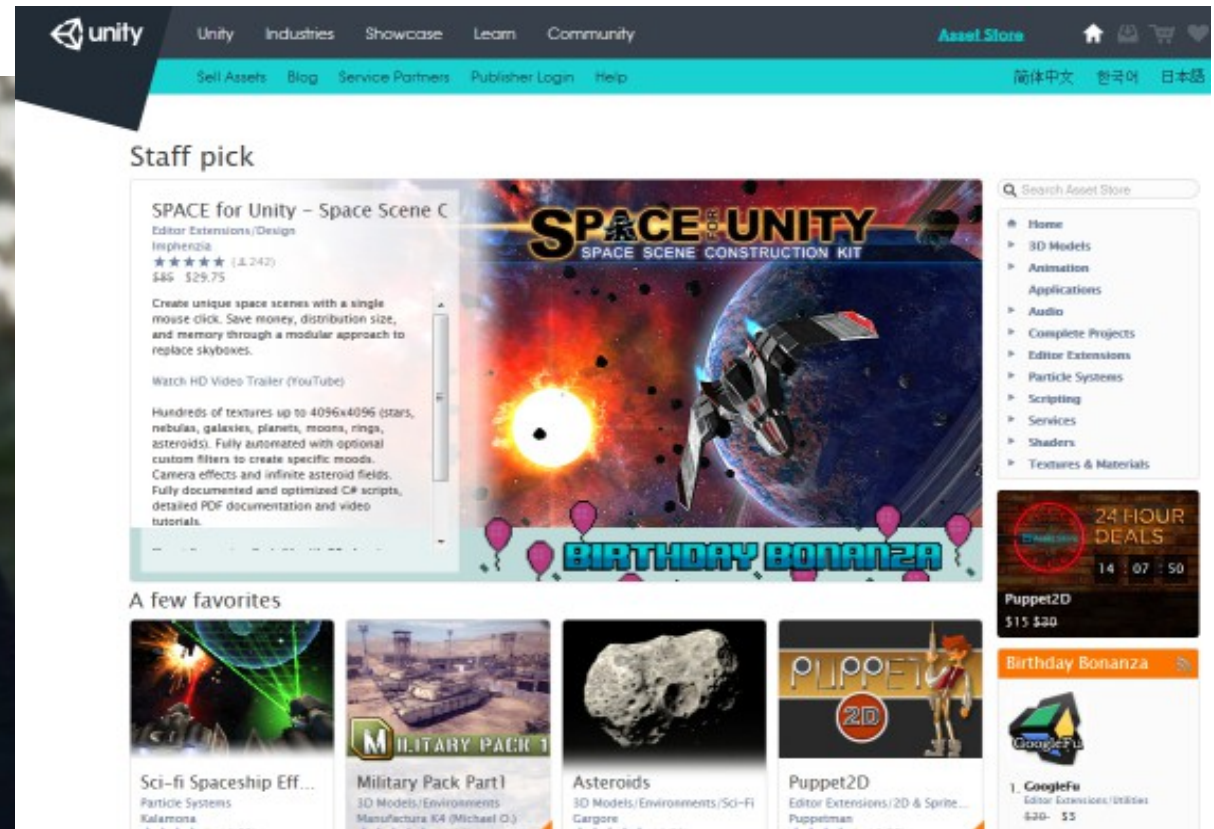 unity
Unity Industries Showcase Learn Community
Asset Store
Sell Assets Blog Service Partners Publisher Login Help
简体中文 한국어 日本語
Staff pick
SPACE for Unity – Space Scene C
Editor Extensions/Design
Imphenzia
(242)
$85 $29.75
Create unique space scenes with a single
mouse click. Save money, distribution size,
and memory through a modular approach to
replace skyboxes.
Watch HD Video Trailer (YouTube)
Hundreds of textures up to 4096x4096 (stars,
nebulas, galaxies, planets, moons, rings,
asteroids). Fully automated with optional
custom filters to create specific moods.
Camera effects and infinite asteroid fields.
Fully documented and optimized C# scripts,
detailed PDF documentation and video
tutorials.
SPACE FOR UNITY
SPACE SCENE CONSTRUCTION KIT
BIRTHDAY BONANZA
Search Asset Store
Home
3D Models
Animation
Applications
Audio
Complete Projects
Editor Extensions
Particle Systems
Scripting
Services
Shaders
Textures & Materials
24 HOUR
DEALS
14 : 07 : 50
Puppet2D
$15 $30
A few favorites
MILITARY PACK 1
PUPPET
2D
Sci-fi Spaceship Eff...
Particle Systems
Kalamona
Military Pack Part1
3D Models/Environments
Manufactura K4 (Michael O.)
Asteroids
3D Models/Environments/Sci-Fi
Cargore
Puppet2D
Editor Extensions/2D & Sprite...
Puppetman
Birthday Bonanza
GoogleFu
1. GoogleFu
Editor Extensions/Utilities
$20 $5